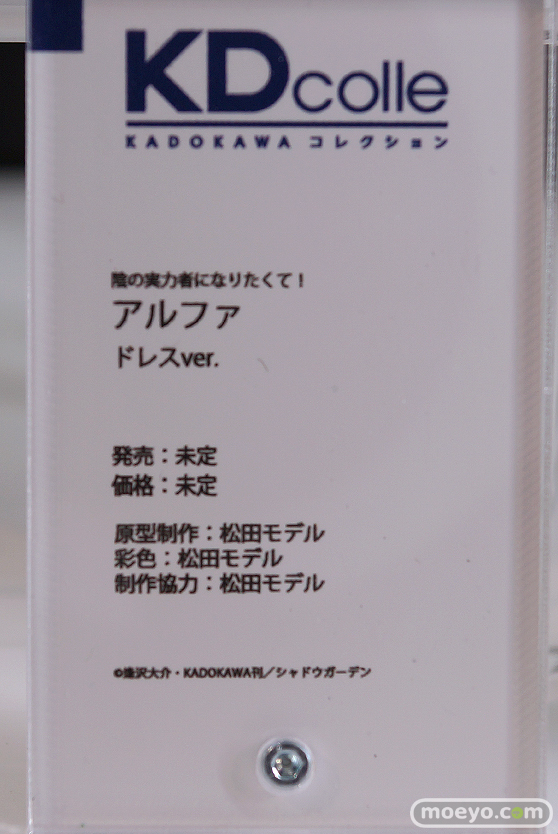 KDcolle
KADOKAWA コレクション
陰の実力者になりたくて！
アルファ
ドレスver.
発売：未定
価格：未定
原型制作：松田モデル
彩色：松田モデル
制作協力：松田モデル
©逢沢大介・KADOKAWA刊／シャドウガーデン
moeyo.com